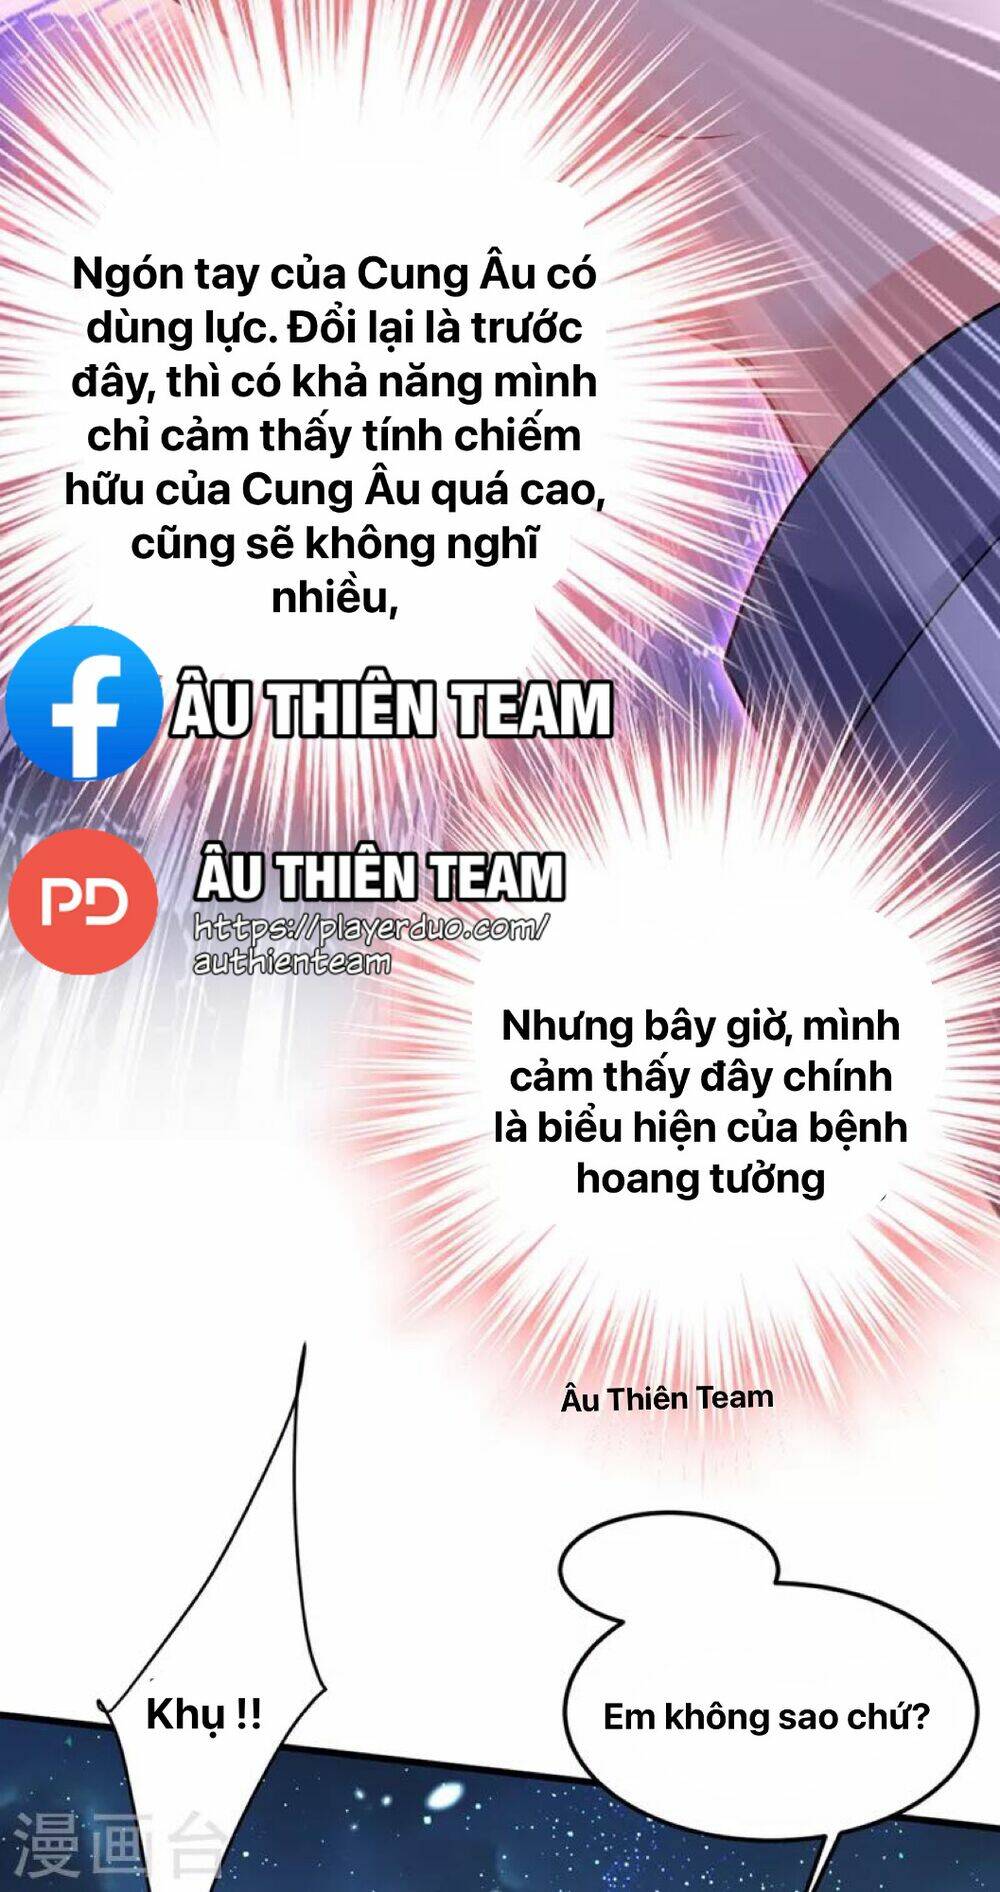 Ngón tay của Cung Âu có
dùng lực. Đổi lại là trước
đây, thì có khả năng mình
chỉ cảm thấy tính chiếm
hữu của Cung Âu quá cao,
cũng sẽ không nghĩ
nhiều,
f ÂU THIÊN TEAM
PD ÂU THIÊN TEAM
https://playerduo.com/
authienteam
Nhưng bây giờ, mình
cảm thấy đây chính
là biểu hiện của bệnh
hoang tưởng
Âu Thiên Team
Khụ !!
Em không sao chứ?
漫画台